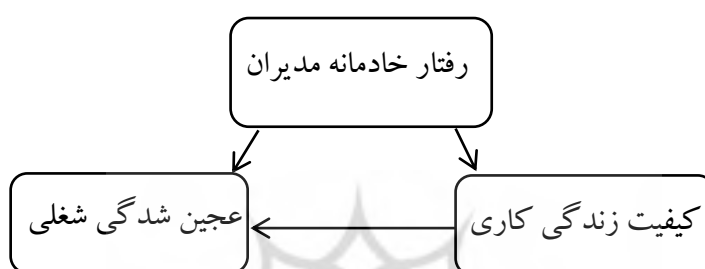 رفتار خادمانه مدیران
کیفیت زندگی کاری
عجین شدگی شغلی